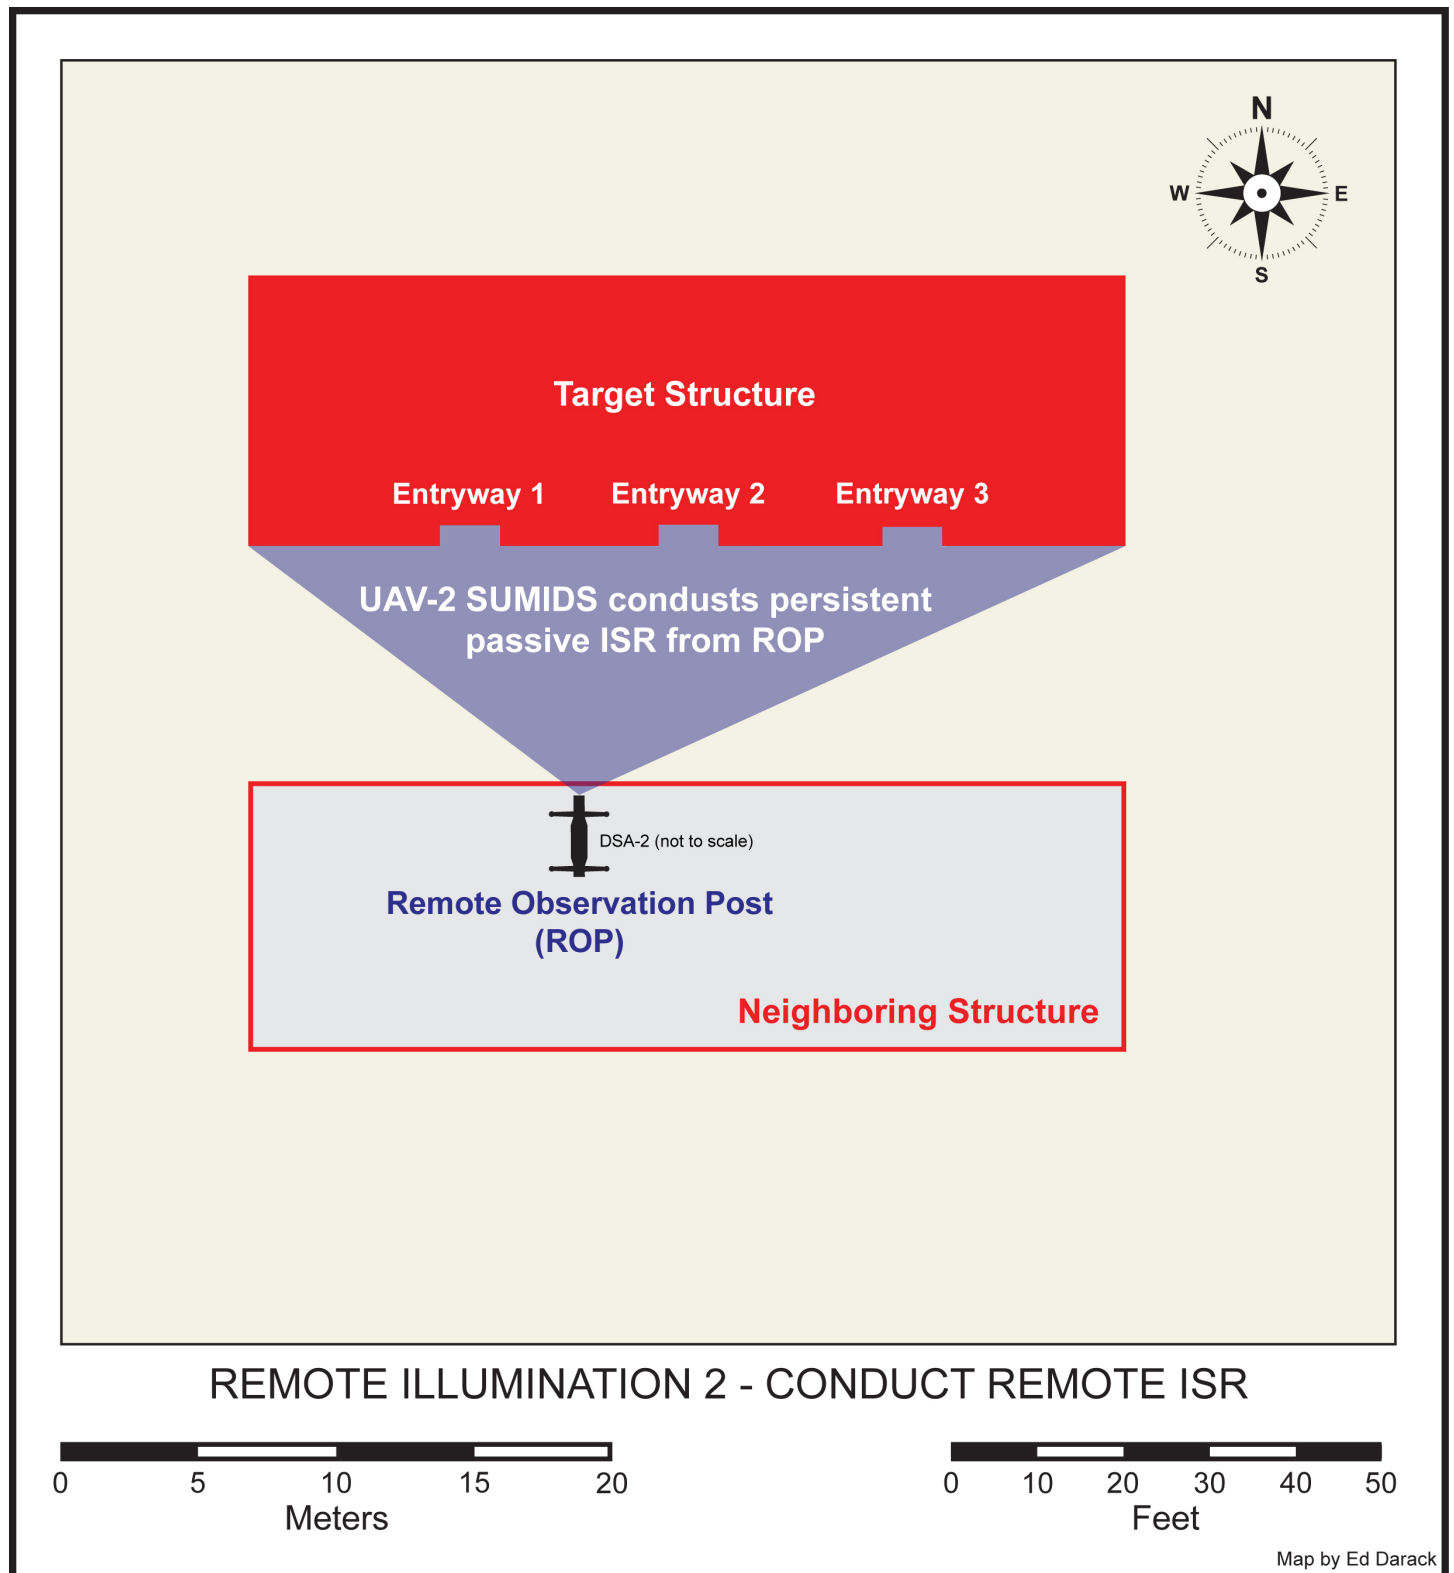 N
W
E
S
Target Structure
Entryway 1
Entryway 2
Entryway 3
UAV-2 SUMIDS condusts persistent
passive ISR from ROP
DSA-2 (not to scale)
Remote Observation Post
(ROP)
Neighboring Structure
REMOTE ILLUMINATION 2 - CONDUCT REMOTE ISR
0 5 10 15 20
Meters
0 10 20 30 40 50
Feet
Map by Ed Darack